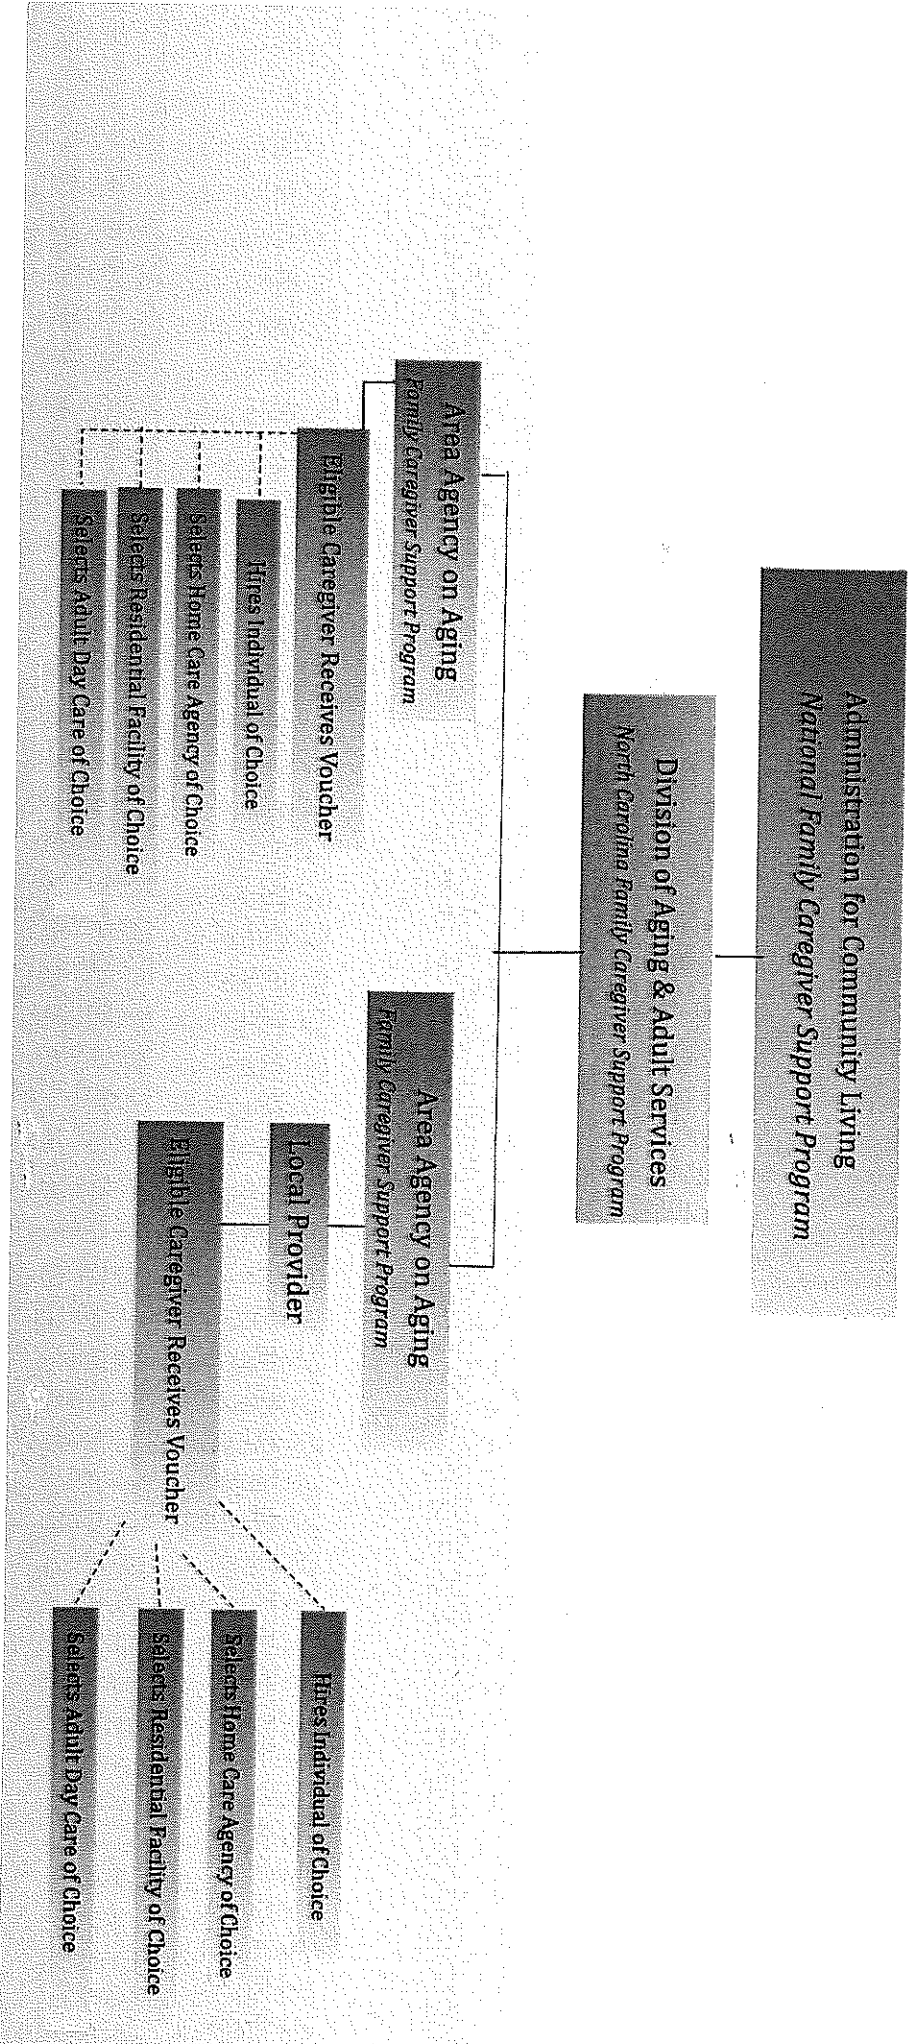 Administration for Community Living
National Family Caregiver Support Program
Division of Aging & Adult Services
North Carolina Family Caregiver Support Program
Area Agency on Aging
Family Caregiver Support Program
Eligible Caregiver Receives Voucher
Hires Individual of Choice
Selects Home Care Agency of Choice
Selects Residential Facility of Choice
Selects Adult Day Care of Choice
Area Agency on Aging
Family Caregiver Support Program
Local Provider
Eligible Caregiver Receives Voucher
Hires Individual of Choice
Selects Home Care Agency of Choice
Selects Residential Facility of Choice
Selects Adult Day Care of Choice